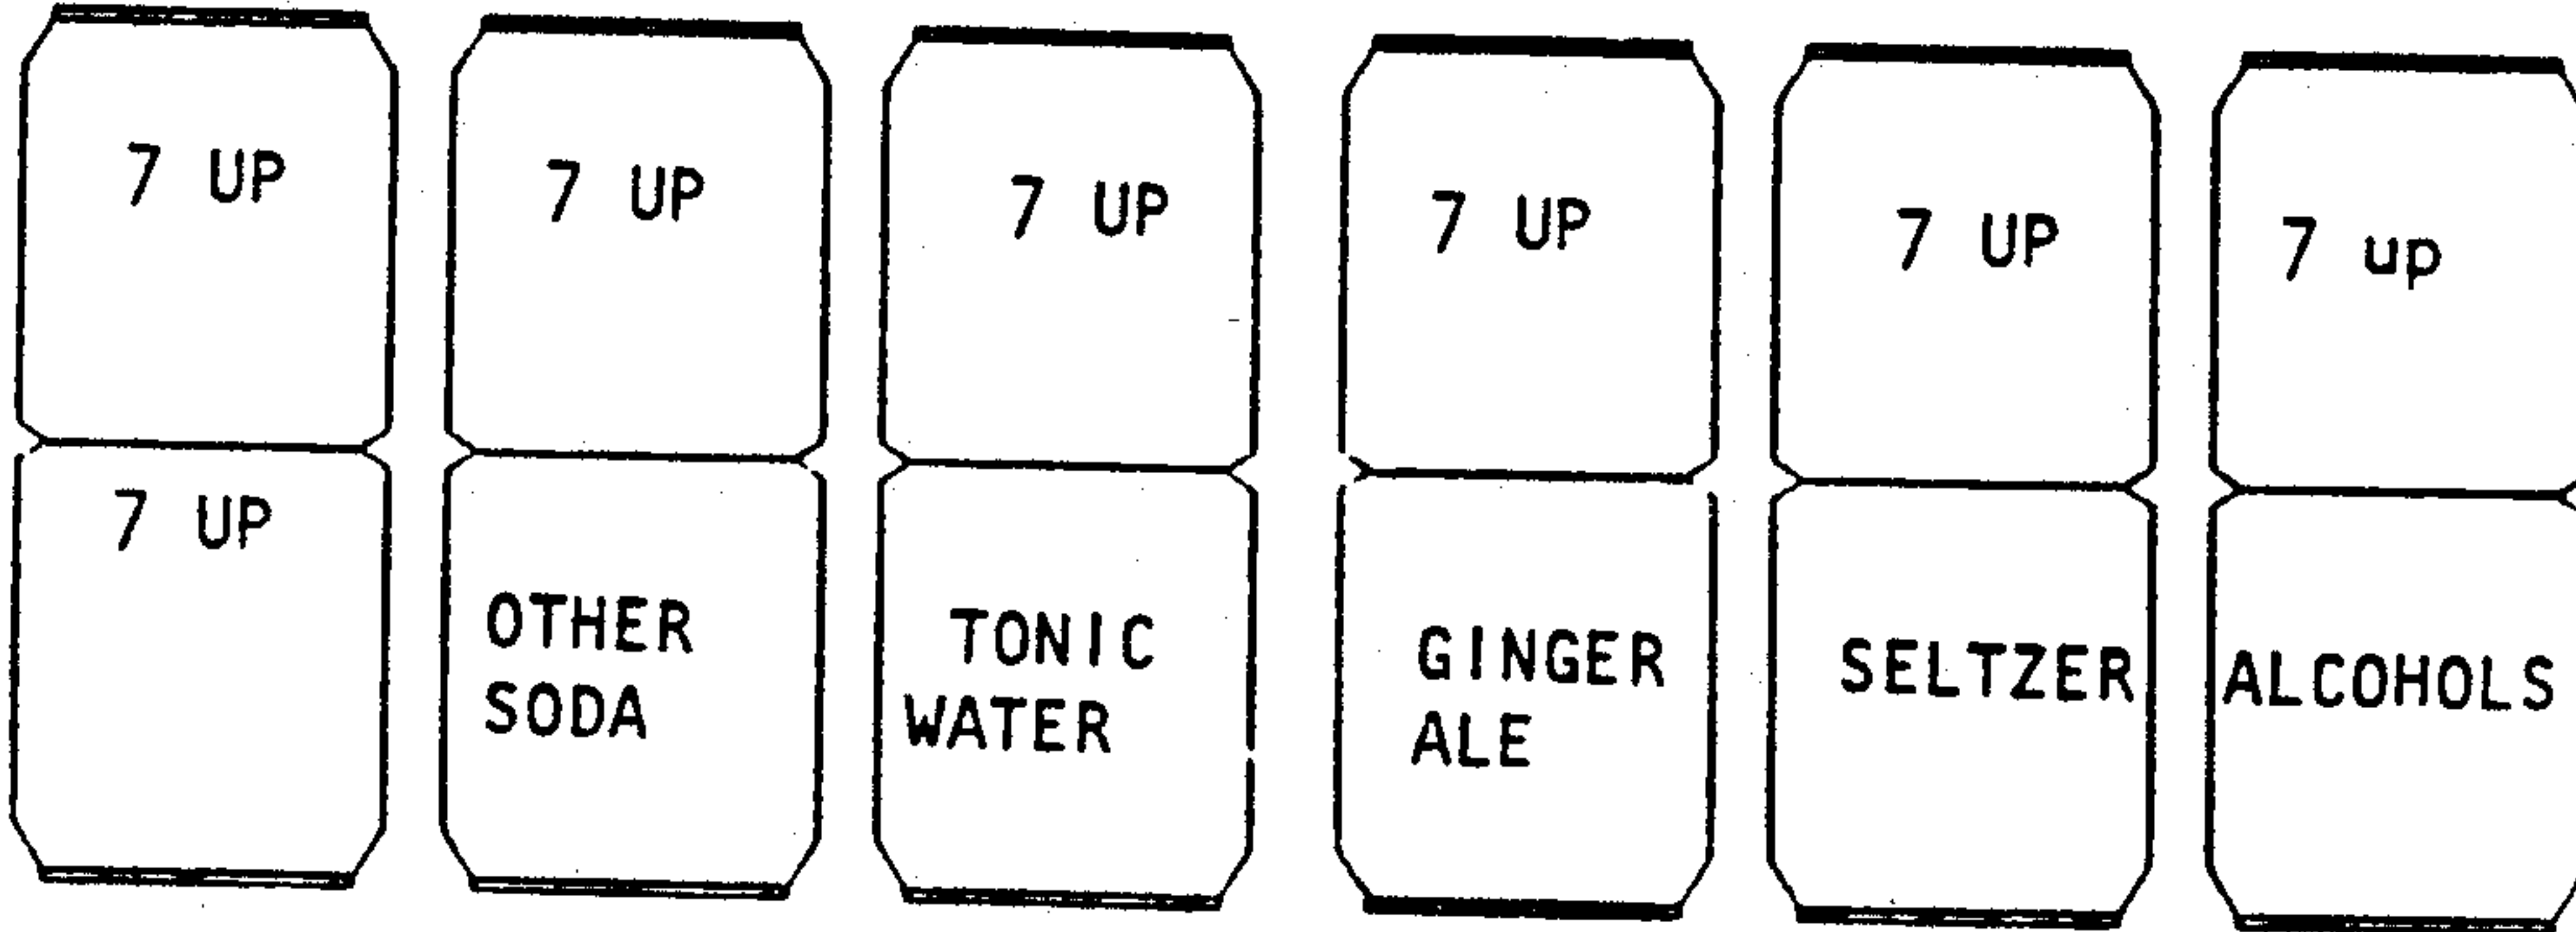 7 UP
7 UP
7 UP
7 UP
7 UP
7 up
7 UP
OTHER
SODA
TONIC
WATER
GINGER
ALE
SELTZER
ALCOHOLS